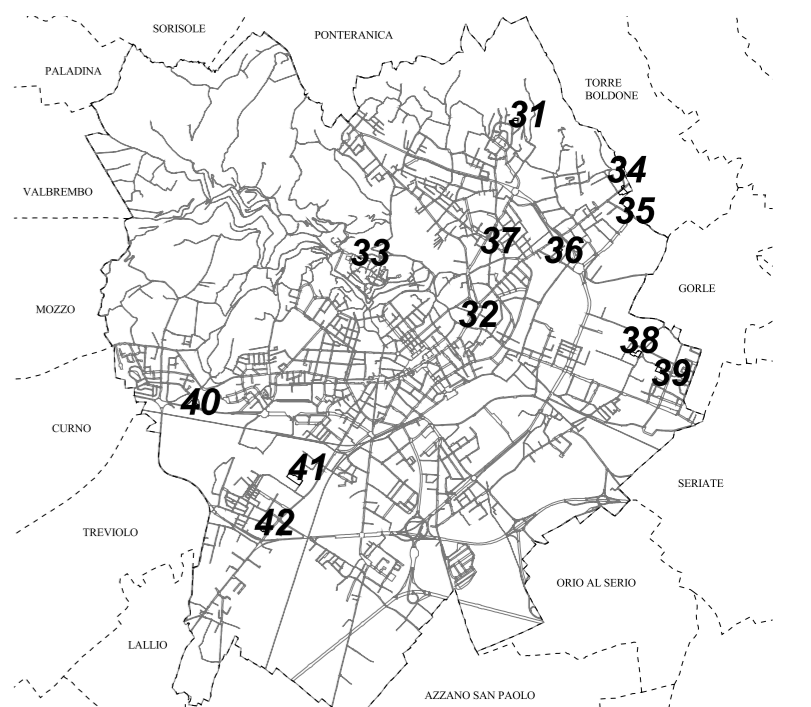 SORISOLE
PONTERANICA
PALADINA
TORRE
BOLDONE
31
34
VALBREMBO
35
37
36
33
GORLE
MOZZO
32
38
39
40
CURNO
41
SERIATE
42
TREVIOLO
ORIO AL SERIO
LALLIO
AZZANO SAN PAOLO